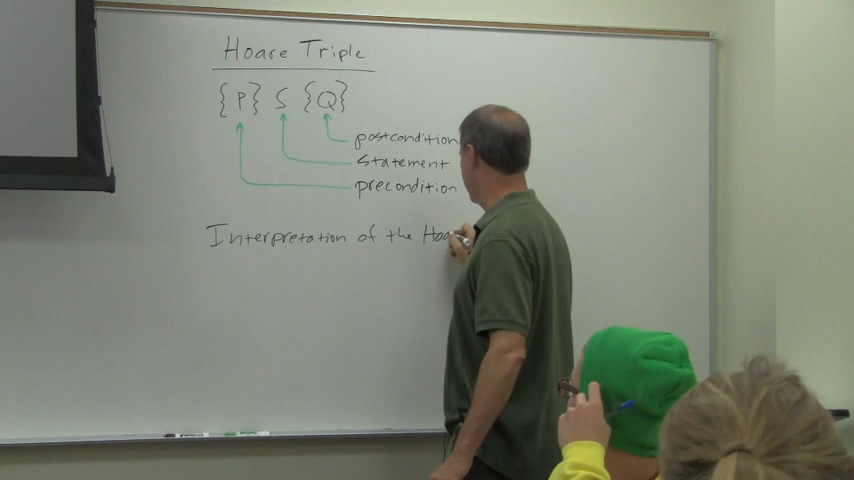 Hoare Triple
{P} S {Q}
postcondition
statement
precondition
Interpretation of the Hoa